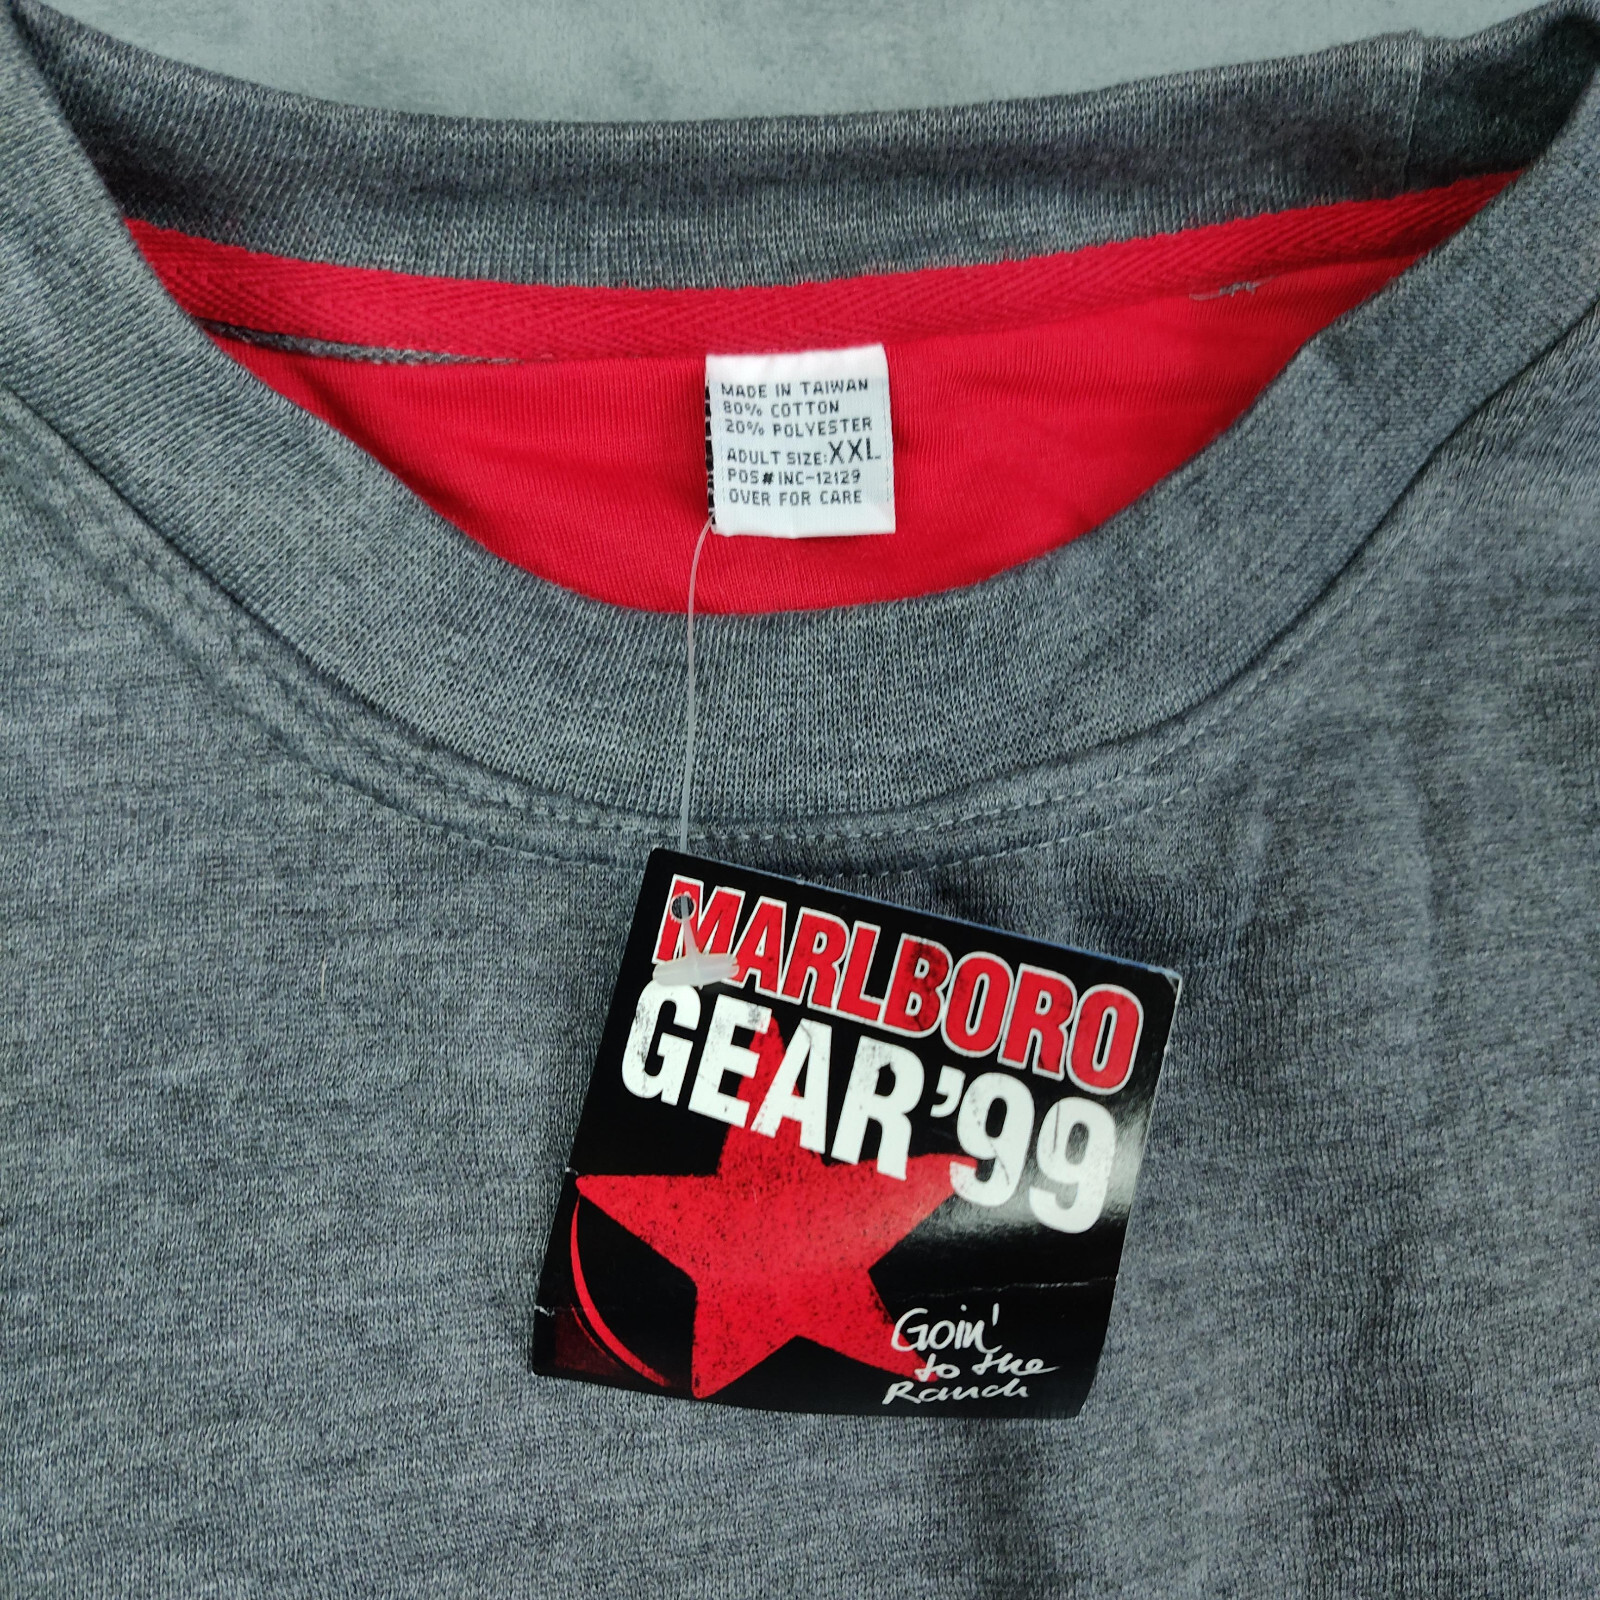 MADE IN TAIWAN
80% COTTON
20% POLYESTER
ADULT SIZE:XXL
POS# INC-12129
OVER FOR CARE
MARLBORO
GEAR'99
Goin'
to the
Ranch